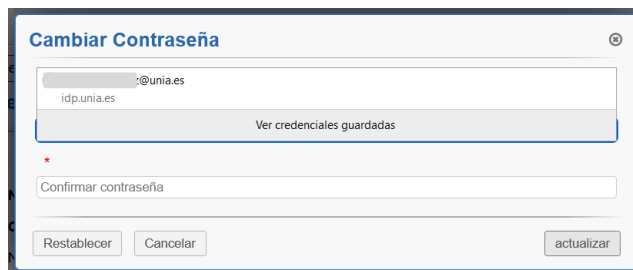 Cambiar Contraseña
z@unia.es
idp.unia.es
Ver credenciales guardadas
*
Confirmar contraseña
Restablecer Cancelar actualizar